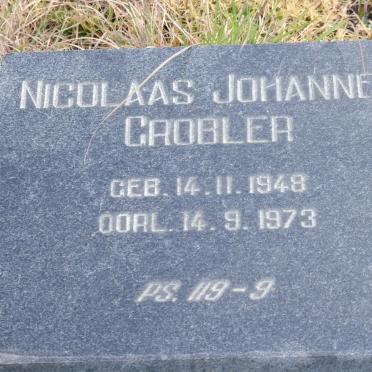 NICOLAAS JOHANNE
GROBLER
GEB. 14.11.1948
OORL. 14.9.1973
PS. 119-9